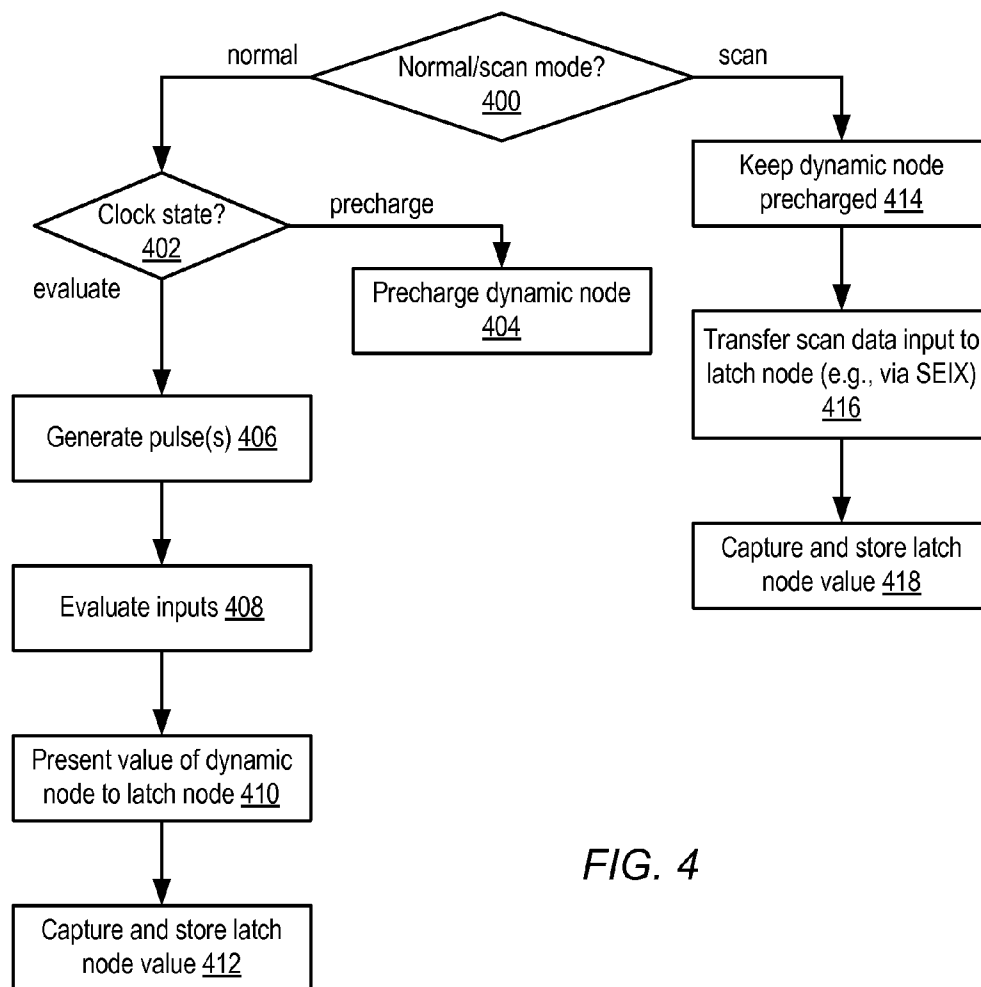 normal
Normal/scan mode?
400
scan
Clock state?
402
precharge
evaluate
Precharge dynamic node
404
Generate pulse(s) 406
Evaluate inputs 408
Present value of dynamic
node to latch node 410
Capture and store latch
node value 412
Keep dynamic node
precharged 414
Transfer scan data input to
latch node (e.g., via SEIX)
416
Capture and store latch
node value 418
FIG. 4